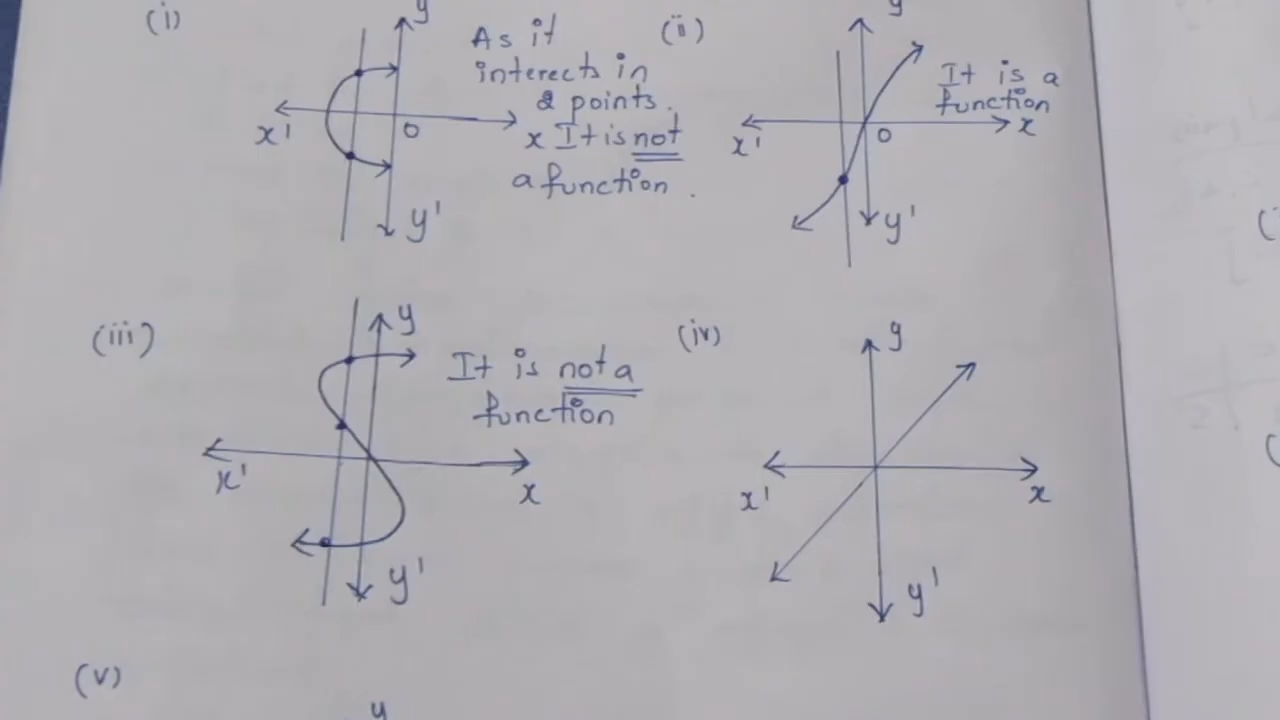 (i)
y
As it
interects in
2 points.
x It is not
a function.
x'
o
y'
(ii)
y
It is a
function
x'
o
x
y'
(iii)
y
It is not a
function
x'
x
y'
(iv)
y
x'
x
y'
(v)
y